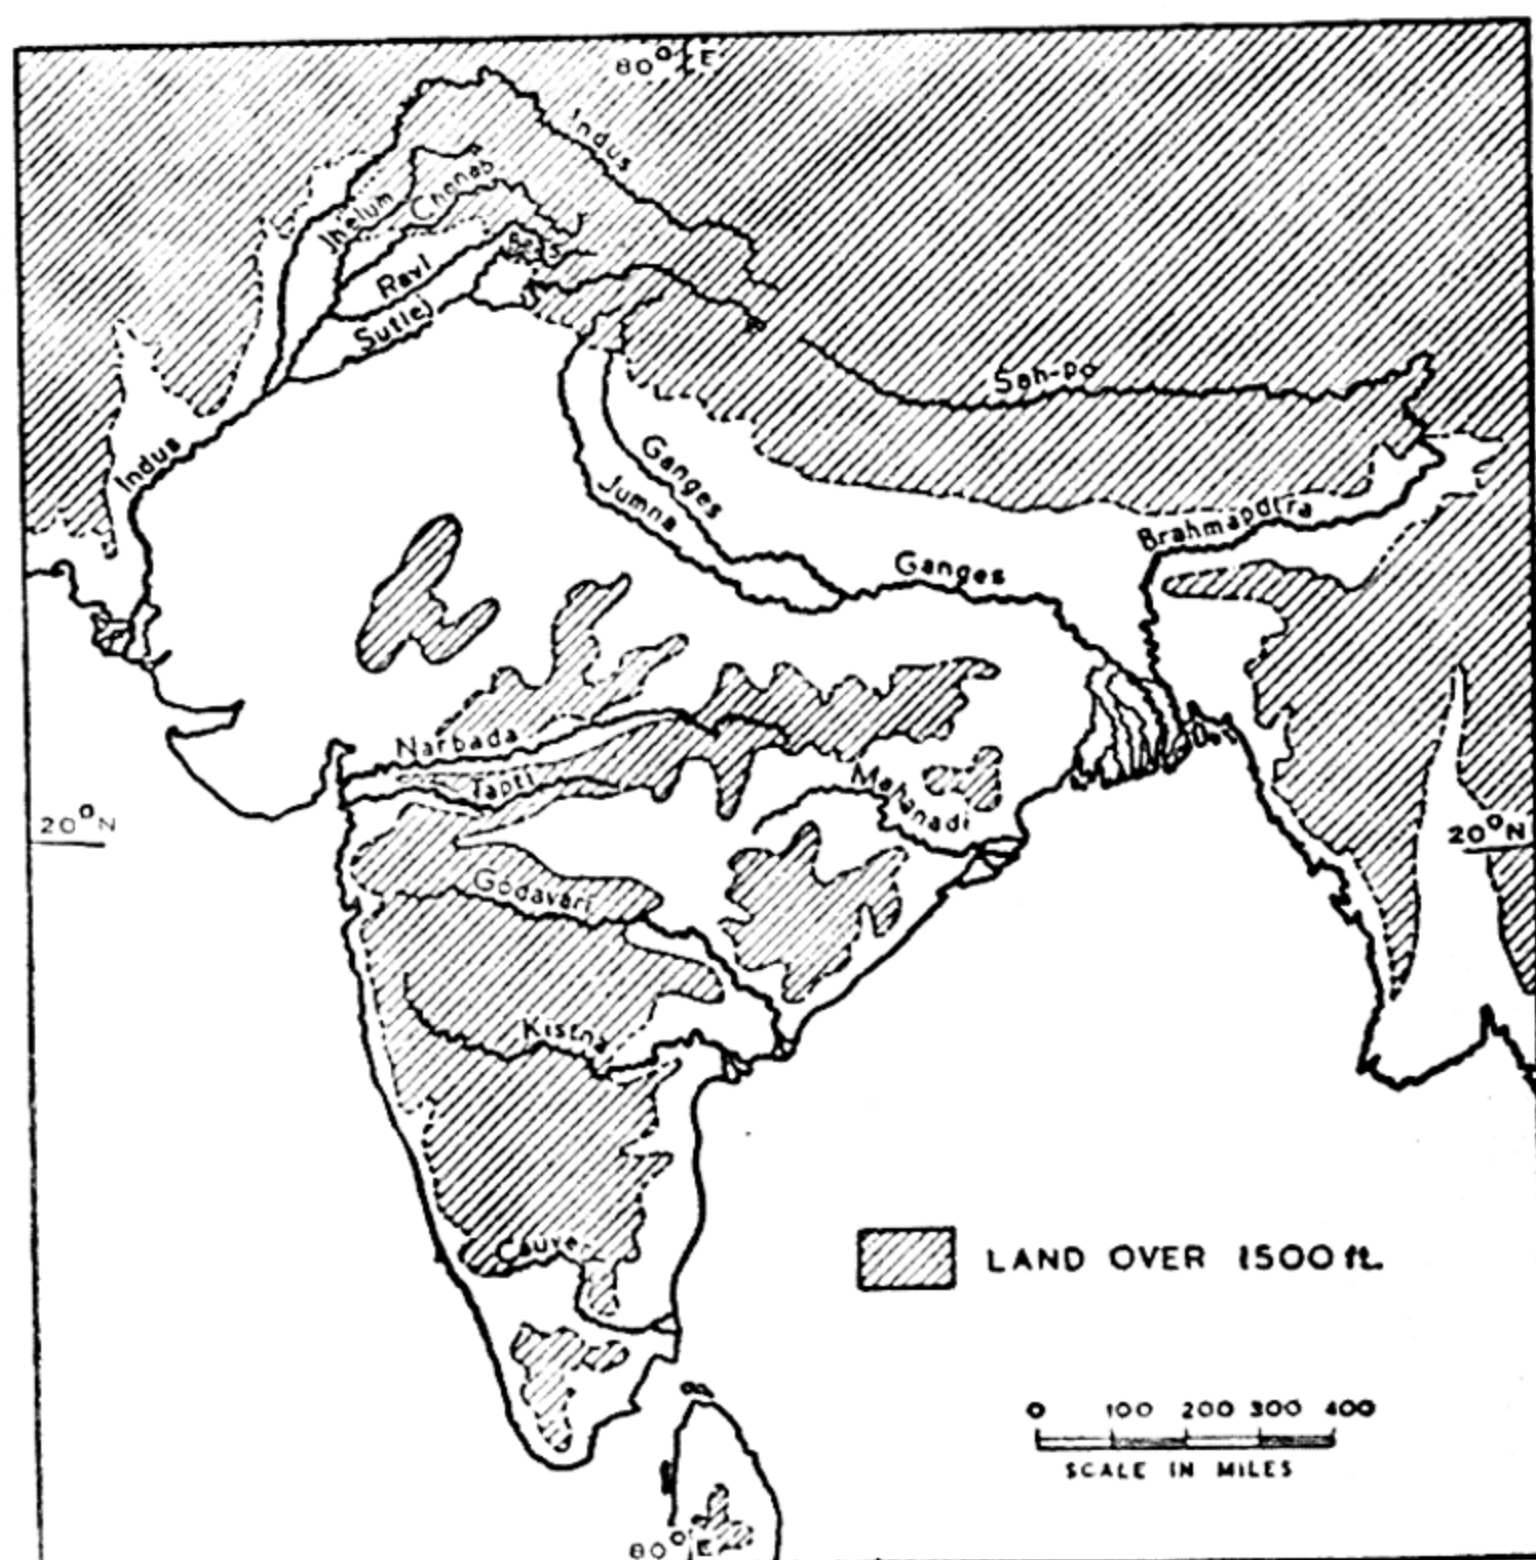 80° E
Indus
Jhelum
Chenab
Ravi
Beas
Sutlej
Sah-po
Indus
Ganges
Jumna
Brahmaputra
Ganges
Narbada
Tapti
Mahanadi
20°N
20°N
Godavari
Kistna
Cauvery
LAND OVER 1500 ft.
0 100 200 300 400
SCALE IN MILES
80° E